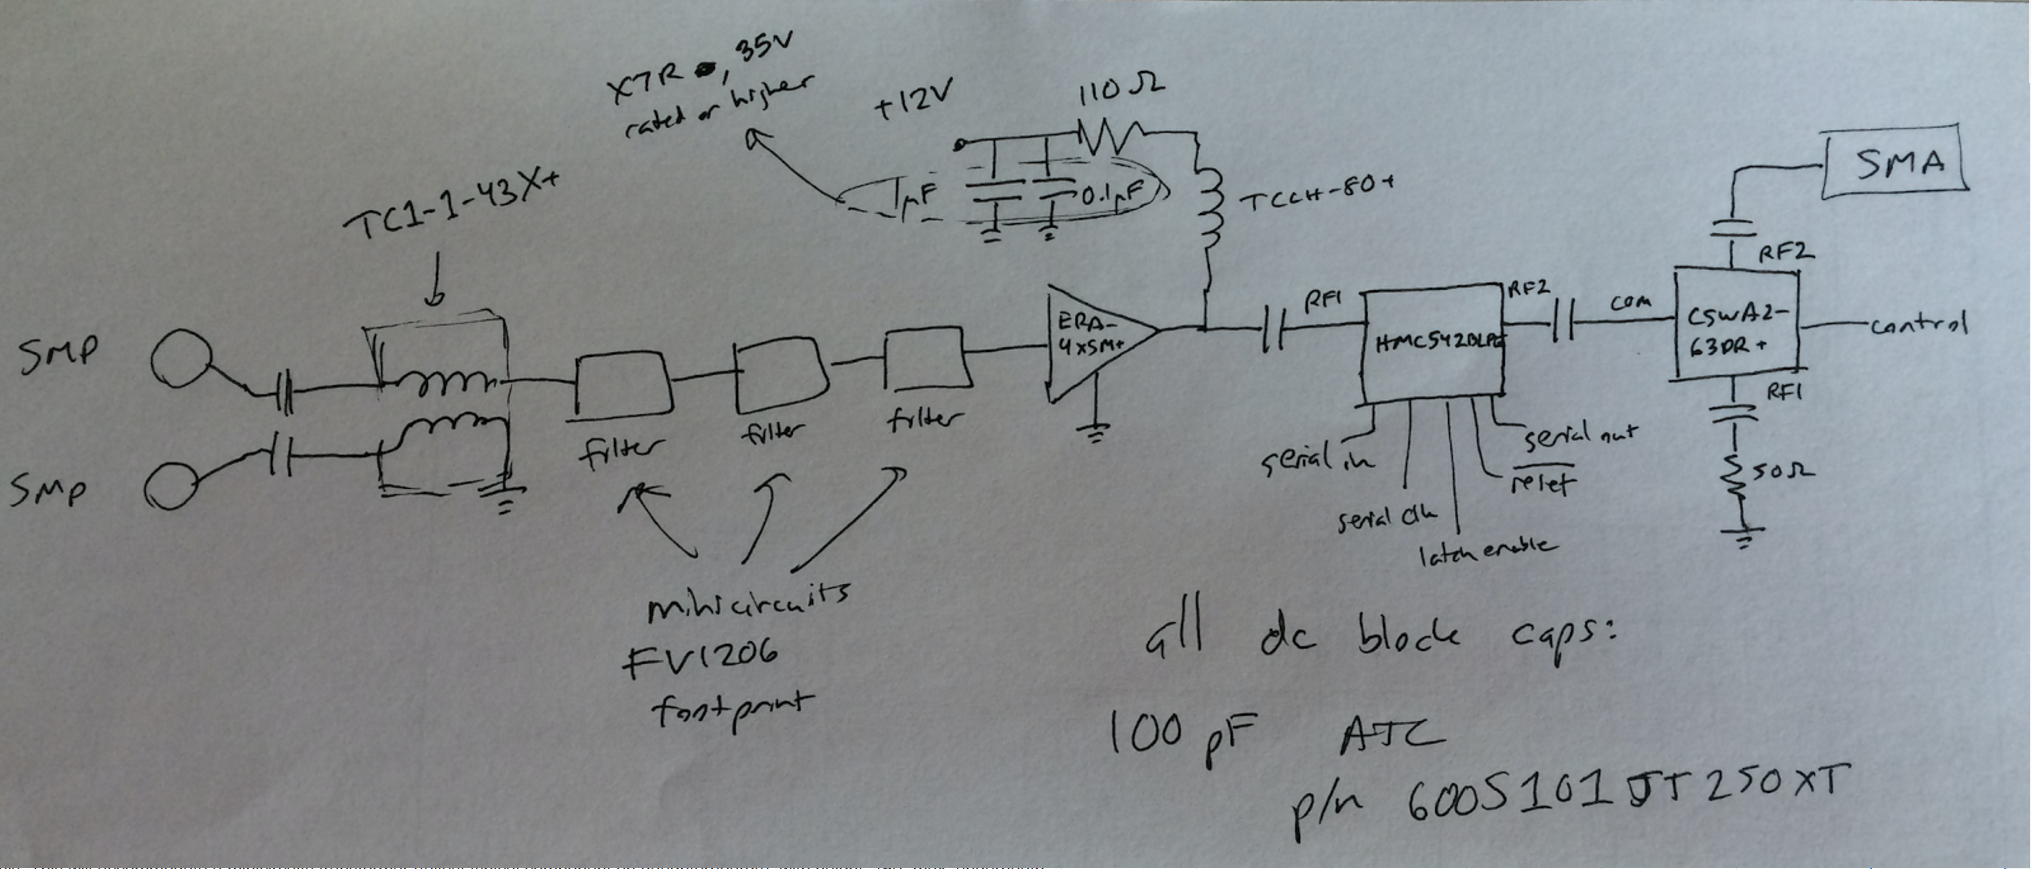 X7R , 35V
rated or higher
+12V
110 Ω
SMA
TC1-1-43X+
1µF
0.1µF
TCCH-80+
RF2
SMP
ERA-
4XSM+
RF1
HMC542BLP4
RF2
com
CSWA2-
63DR+
control
RF1
filter
filter
filter
SMP
serial in
serial out
reset
50Ω
serial clk
latch enable
minicircuits
FV1206
footprint
all dc block caps:
100 pF ATC
p/n 600S101JT250XT